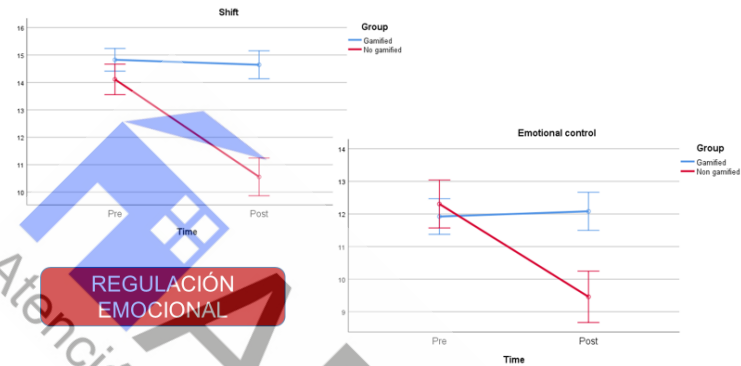 Shift
Group
Gamified
No gamified
16
15
14
13
12
11
10
Pre
Post
Time
Emotional control
Group
Gamified
Non gamified
14
13
12
11
10
9
Pre
Post
Time
REGULACIÓN
EMOCIONAL